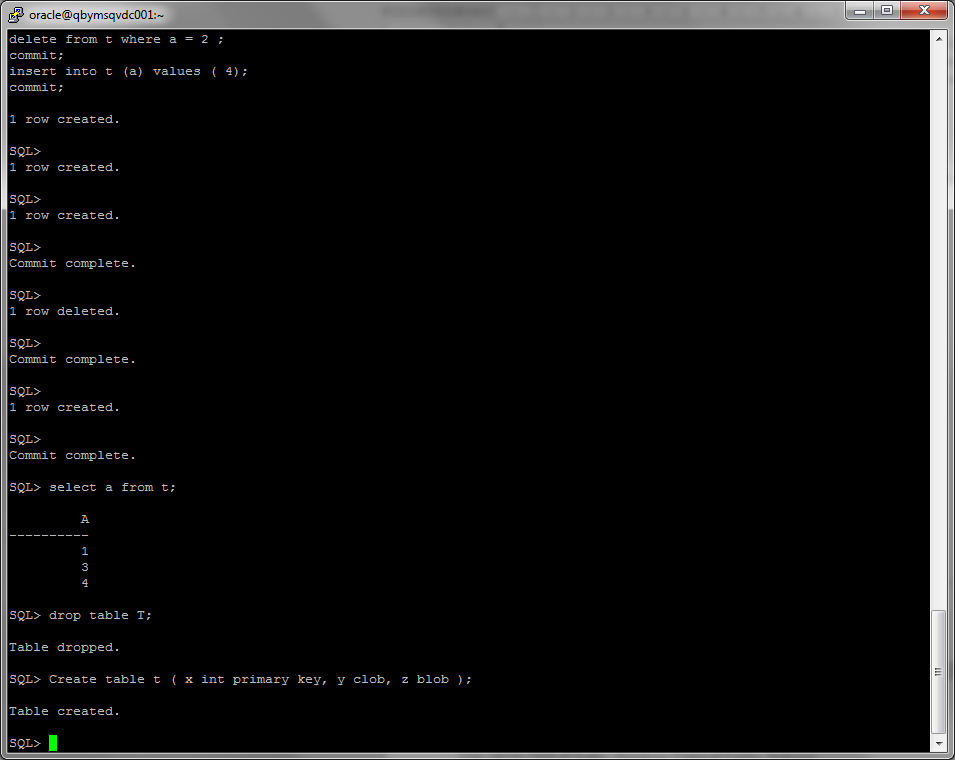 oracle@qbymsqvdc001:~
delete from t where a = 2 ;
commit;
insert into t (a) values ( 4);
commit;
1 row created.
SQL>
1 row created.
SQL>
1 row created.
SQL>
Commit complete.
SQL>
1 row deleted.
SQL>
Commit complete.
SQL>
1 row created.
SQL>
Commit complete.
SQL> select a from t;
A
----------
1
3
4
SQL> drop table T;
Table dropped.
SQL> Create table t ( x int primary key, y clob, z blob );
Table created.
SQL>